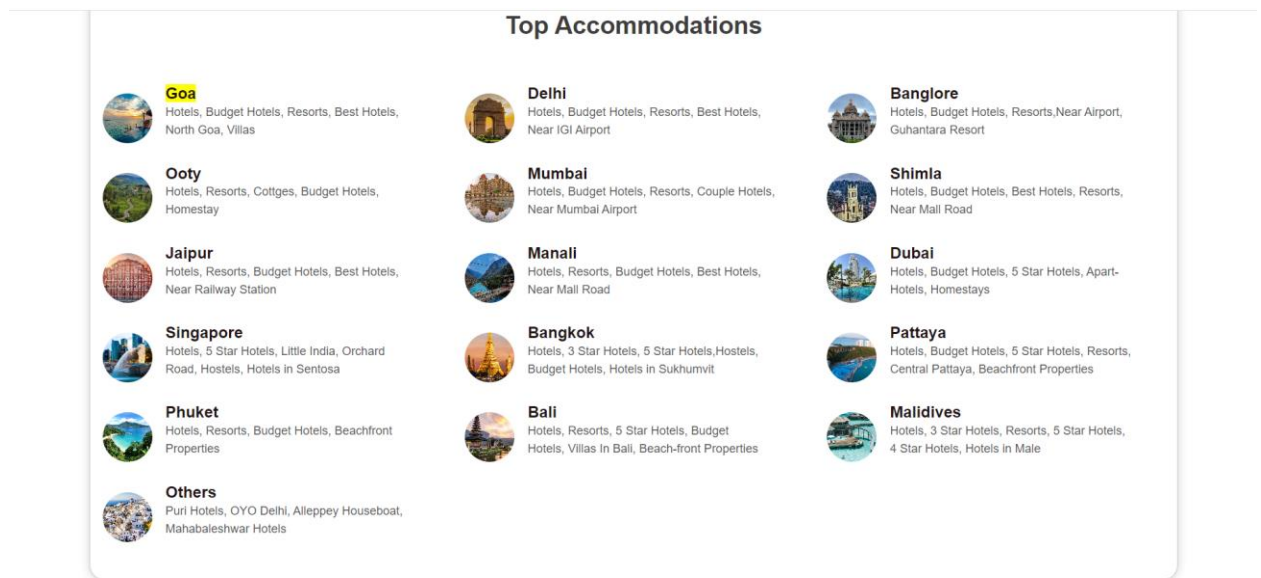 Top Accommodations
Goa
Hotels, Budget Hotels, Resorts, Best Hotels,
North Goa, Villas
Delhi
Hotels, Budget Hotels, Resorts, Best Hotels,
Near IGI Airport
Banglore
Hotels, Budget Hotels, Resorts,Near Airport,
Guhantara Resort
Ooty
Hotels, Resorts, Cottges, Budget Hotels,
Homestay
Mumbai
Hotels, Budget Hotels, Resorts, Couple Hotels,
Near Mumbai Airport
Shimla
Hotels, Budget Hotels, Best Hotels, Resorts,
Near Mall Road
Jaipur
Hotels, Resorts, Budget Hotels, Best Hotels,
Near Railway Station
Manali
Hotels, Resorts, Budget Hotels, Best Hotels,
Near Mall Road
Dubai
Hotels, Budget Hotels, 5 Star Hotels, Apart-
Hotels, Homestays
Singapore
Hotels, 5 Star Hotels, Little India, Orchard
Road, Hostels, Hotels in Sentosa
Bangkok
Hotels, 3 Star Hotels, 5 Star Hotels,Hostels,
Budget Hotels, Hotels in Sukhumvit
Pattaya
Hotels, Budget Hotels, 5 Star Hotels, Resorts,
Central Pattaya, Beachfront Properties
Phuket
Hotels, Resorts, Budget Hotels, Beachfront
Properties
Bali
Hotels, Resorts, 5 Star Hotels, Budget
Hotels, Villas In Bali, Beach-front Properties
Malidives
Hotels, 3 Star Hotels, Resorts, 5 Star Hotels,
4 Star Hotels, Hotels in Male
Others
Puri Hotels, OYO Delhi, Alleppey Houseboat,
Mahabaleshwar Hotels